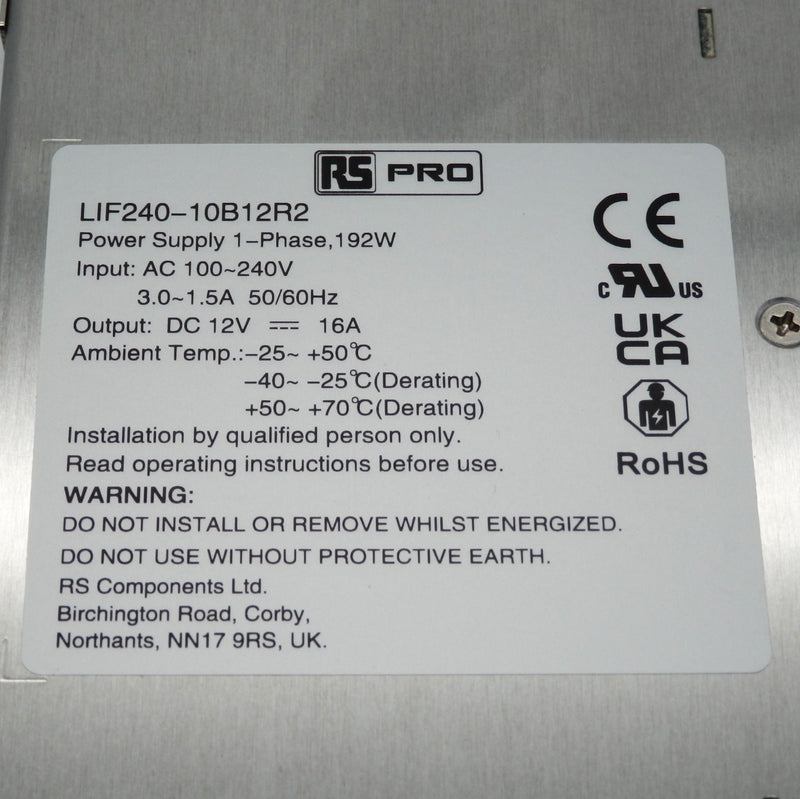 RS PRO
LIF240-10B12R2
Power Supply 1-Phase,192W
Input: AC 100~240V
3.0~1.5A 50/60Hz
Output: DC 12V ⎓ 16A
Ambient Temp.:-25~ +50℃
-40~ -25℃(Derating)
+50~ +70℃(Derating)
Installation by qualified person only.
Read operating instructions before use.
WARNING:
DO NOT INSTALL OR REMOVE WHILST ENERGIZED.
DO NOT USE WITHOUT PROTECTIVE EARTH.
RS Components Ltd.
Birchington Road, Corby,
Northants, NN17 9RS, UK.
CE
c RU US
UK
CA
RoHS